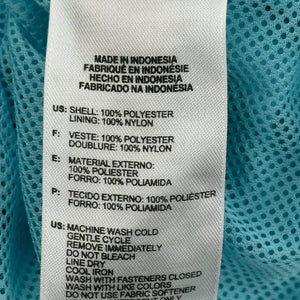 MADE IN INDONESIA
FABRIQUÉ EN INDONÉSIE
HECHO EN INDONESIA
FABRICADO NA INDONÉSIA
US: SHELL: 100% POLYESTER
LINING: 100% NYLON
F: VESTE: 100% POLYESTER
DOUBLURE: 100% NYLON
E: MATERIAL EXTERNO:
100% POLIESTER
FORRO: 100% POLIAMIDA
P: TECIDO EXTERNO: 100% POLIÉSTER
FORRO: 100% POLIAMIDA
US: MACHINE WASH COLD
GENTLE CYCLE
REMOVE IMMEDIATELY
DO NOT BLEACH
LINE DRY
COOL IRON
WASH WITH FASTENERS CLOSED
WASH WITH LIKE COLORS
DO NOT USE FABRIC SOFTENER
ONLY